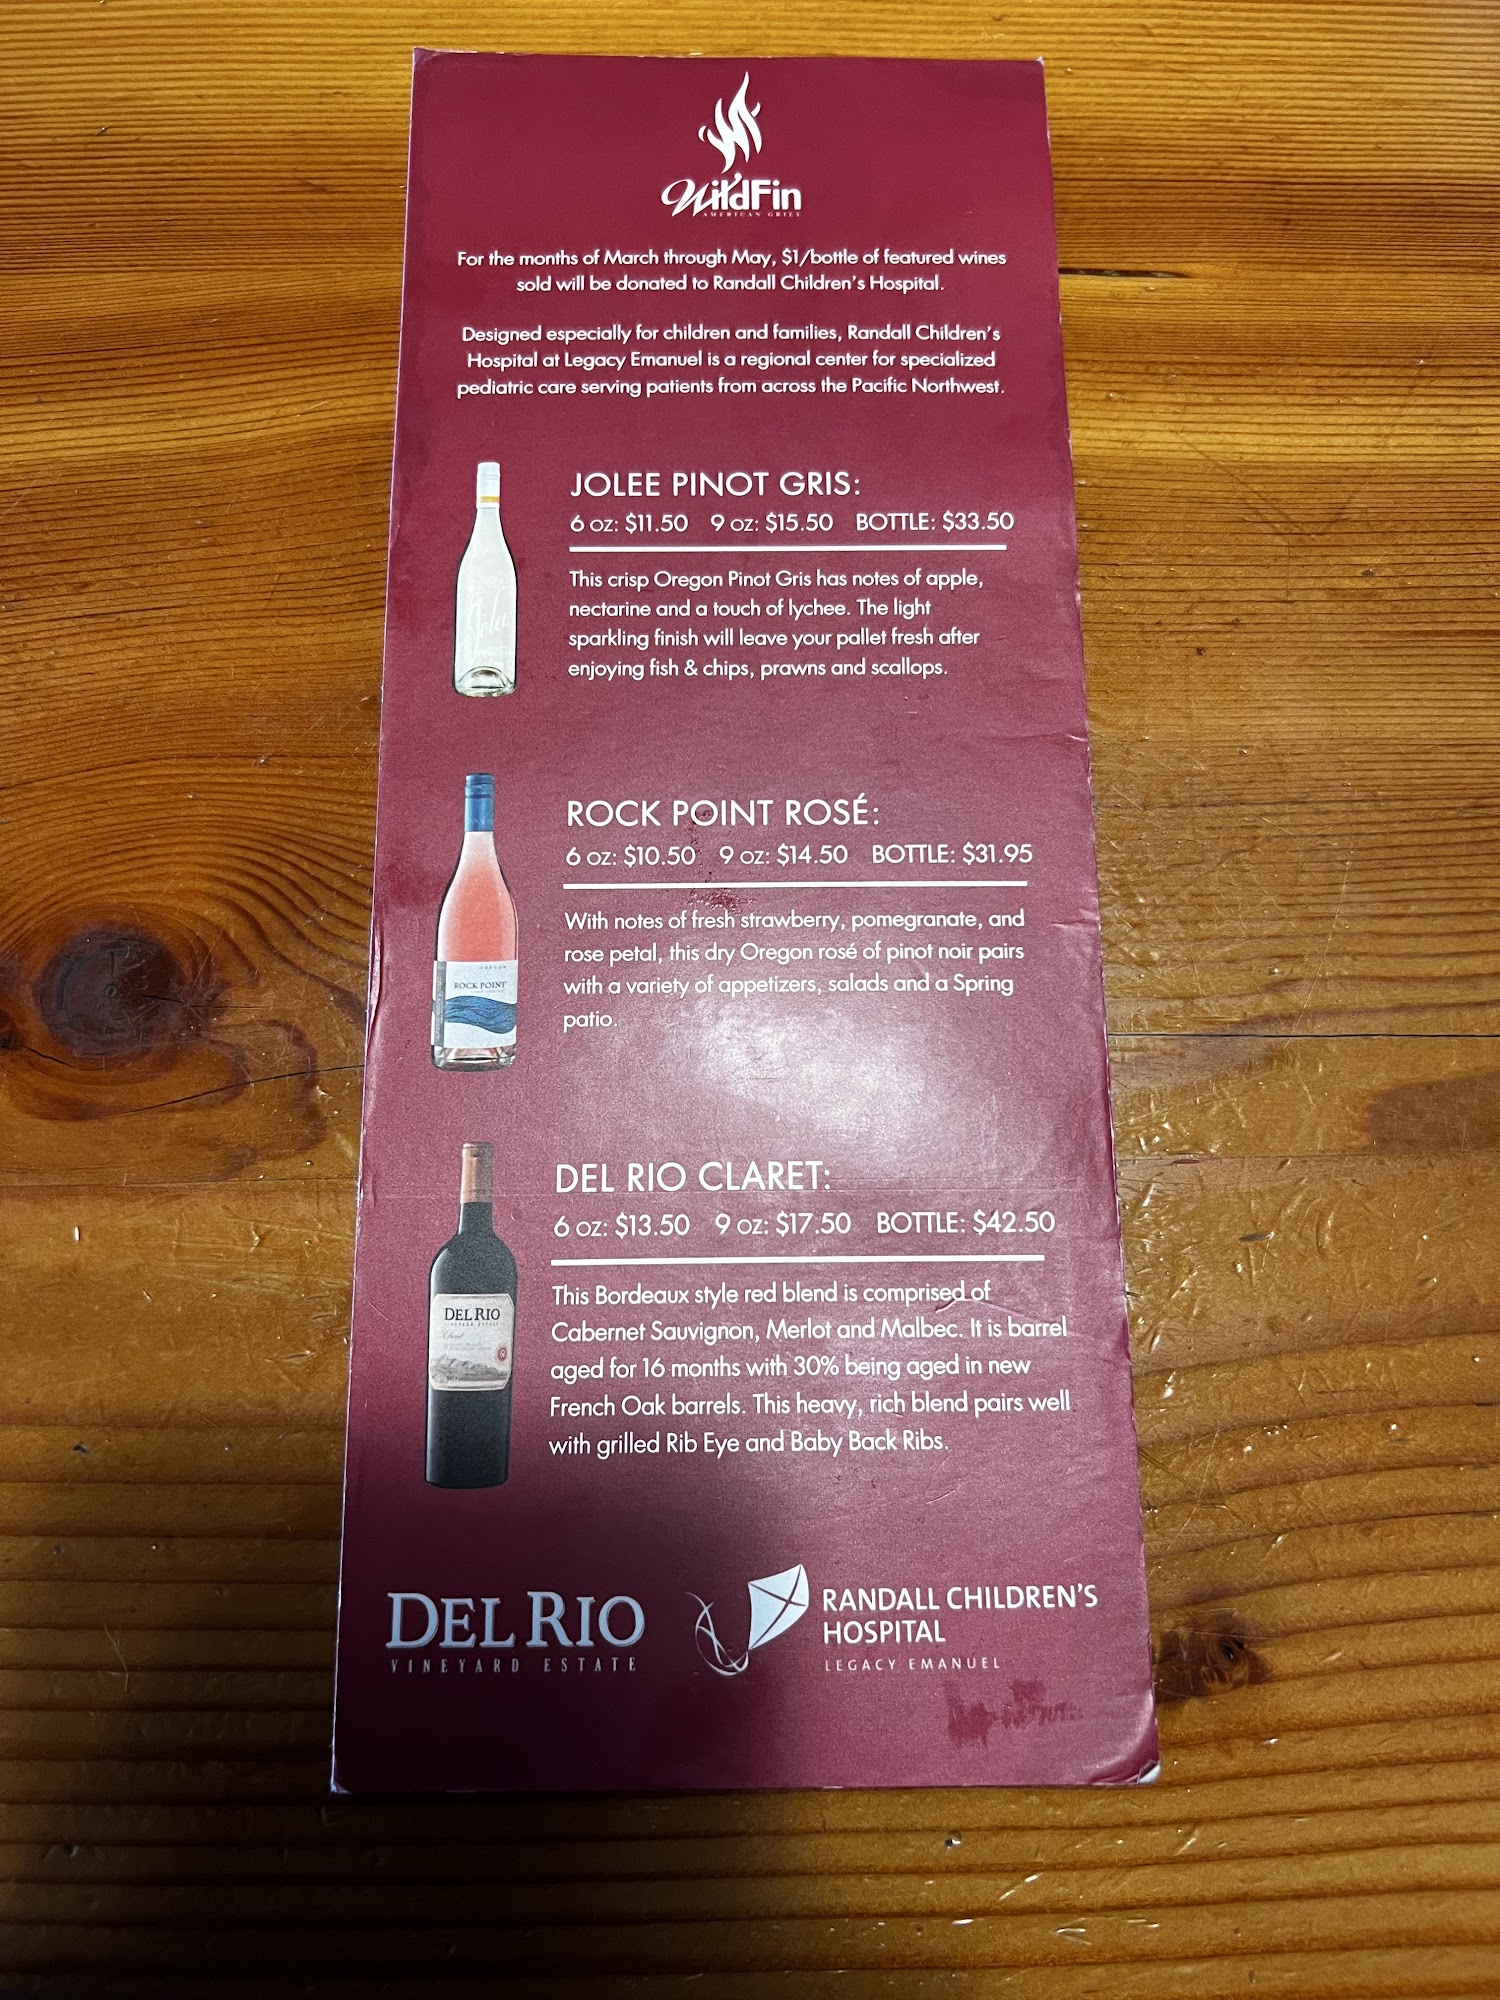 WildFin
AMERICAN GRILL
For the months of March through May, $1/bottle of featured wines
sold will be donated to Randall Children's Hospital.
Designed especially for children and families, Randall Children's
Hospital at Legacy Emanuel is a regional center for specialized
pediatric care serving patients from across the Pacific Northwest.
JOLEE PINOT GRIS:
6 oz: $11.50 9 oz: $15.50 BOTTLE: $33.50
This crisp Oregon Pinot Gris has notes of apple,
nectarine and a touch of lychee. The light
sparkling finish will leave your pallet fresh after
enjoying fish & chips, prawns and scallops.
Jolee
ROCK POINT ROSÉ:
6 oz: $10.50 9 oz: $14.50 BOTTLE: $31.95
With notes of fresh strawberry, pomegranate, and
rose petal, this dry Oregon rosé of pinot noir pairs
with a variety of appetizers, salads and a Spring
patio.
OREGON
ROCK POINT
DEL RIO CLARET:
6 oz: $13.50 9 oz: $17.50 BOTTLE: $42.50
This Bordeaux style red blend is comprised of
Cabernet Sauvignon, Merlot and Malbec. It is barrel
aged for 16 months with 30% being aged in new
French Oak barrels. This heavy, rich blend pairs well
with grilled Rib Eye and Baby Back Ribs.
DEL RIO
VINEYARD ESTATE
Claret
DEL RIO
VINEYARD ESTATE
RANDALL CHILDREN'S
HOSPITAL
LEGACY EMANUEL